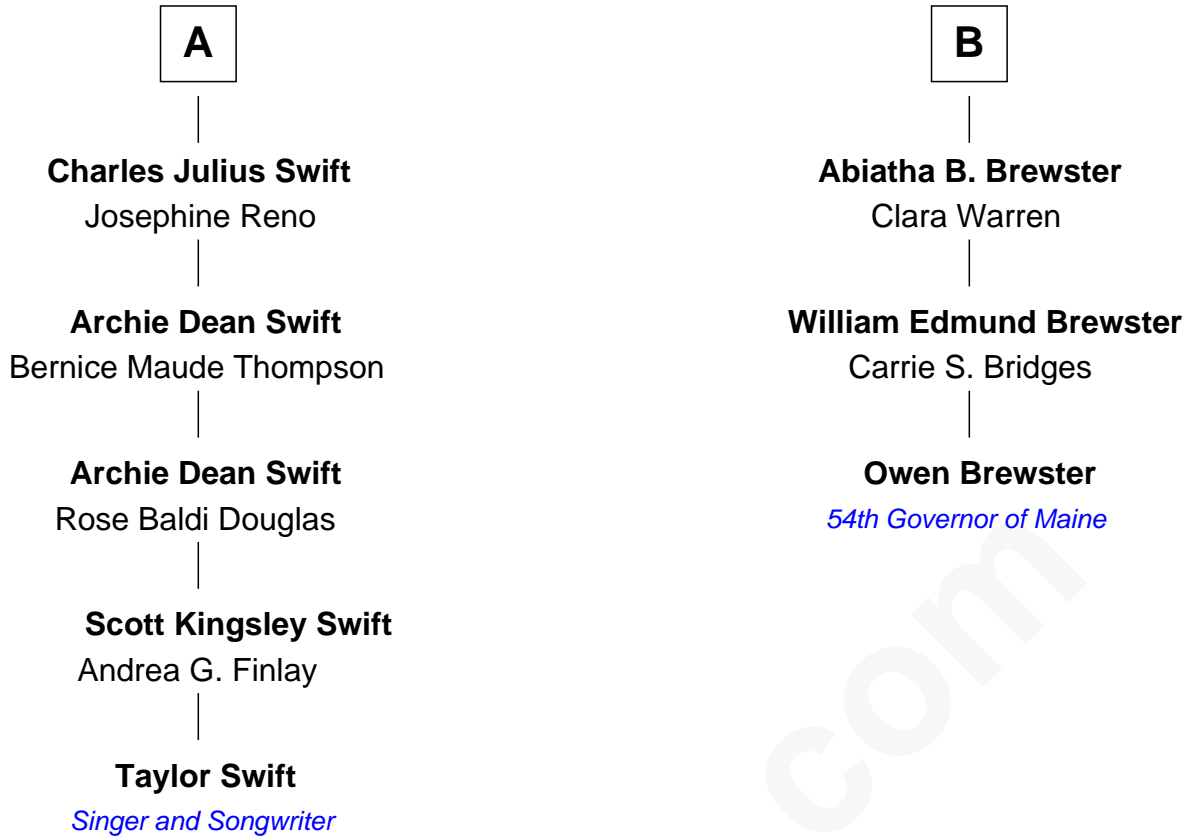 A
Charles Julius Swift
Josephine Reno
Archie Dean Swift
Bernice Maude Thompson
Archie Dean Swift
Rose Baldi Douglas
Scott Kingsley Swift
Andrea G. Finlay
Taylor Swift
Singer and Songwriter
B
Abiatha B. Brewster
Clara Warren
William Edmund Brewster
Carrie S. Bridges
Owen Brewster
54th Governor of Maine
com